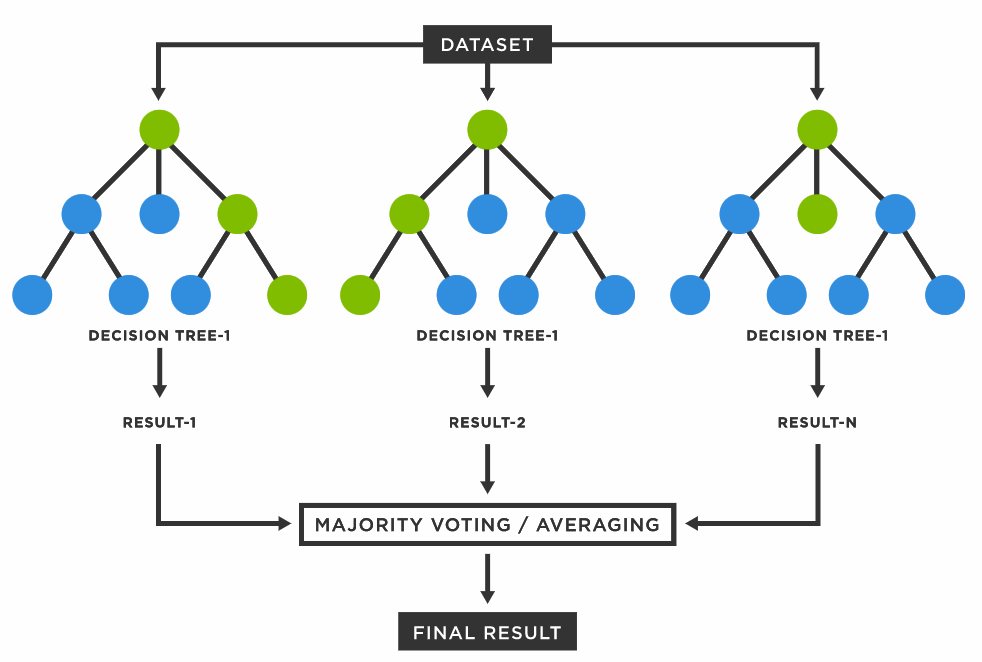 DATASET
DECISION TREE-1
DECISION TREE-1
DECISION TREE-1
RESULT-1
RESULT-2
RESULT-N
MAJORITY VOTING / AVERAGING
FINAL RESULT